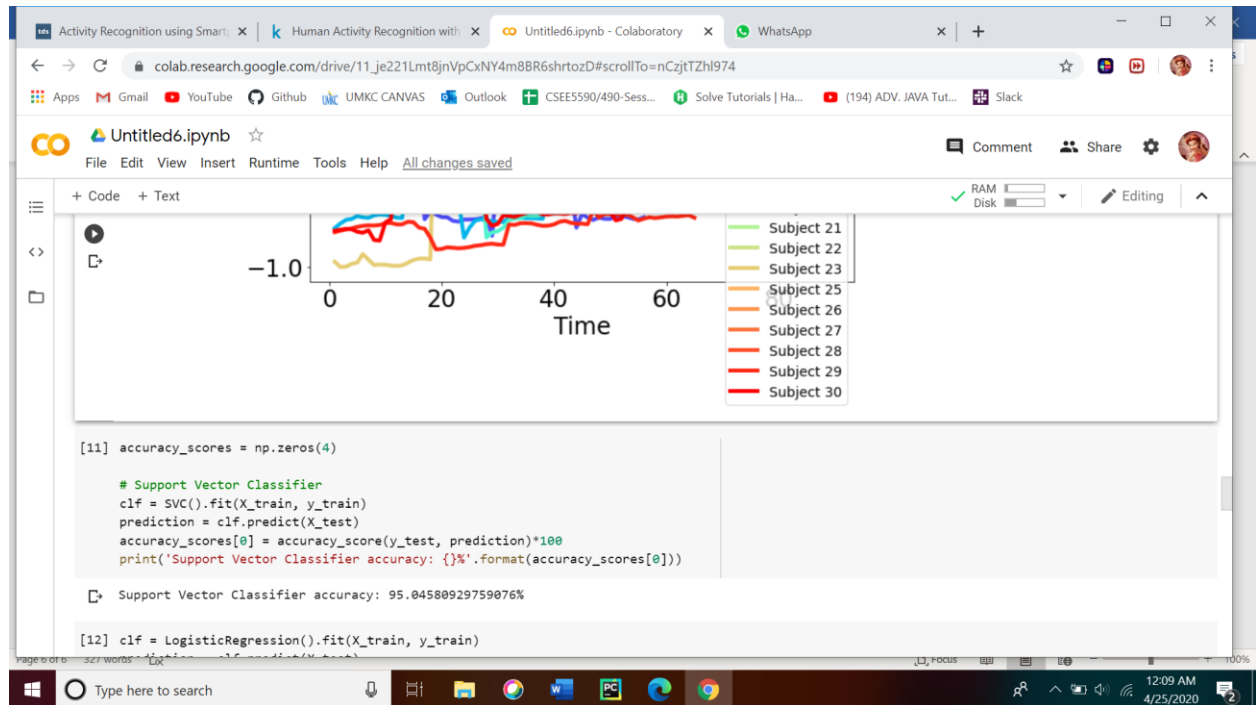 tds Activity Recognition using Smart
k Human Activity Recognition with
Untitled6.ipynb - Colaboratory
WhatsApp
colab.research.google.com/drive/11_je221Lmt8jnVpCxNY4m8BR6shrtozD#scrollTo=nCzjtTZhl974
Apps Gmail YouTube Github UMKC CANVAS Outlook CSEE5590/490-Sess... Solve Tutorials | Ha... (194) ADV. JAVA Tut... Slack
Untitled6.ipynb
Comment Share
File Edit View Insert Runtime Tools Help All changes saved
+ Code + Text
RAM
Disk
Editing
Subject 21
Subject 22
Subject 23
Subject 25
Subject 26
Subject 27
Subject 28
Subject 29
Subject 30
−1.0
0 20 40 60 80
Time
[11] accuracy_scores = np.zeros(4)
# Support Vector Classifier
clf = SVC().fit(X_train, y_train)
prediction = clf.predict(X_test)
accuracy_scores[0] = accuracy_score(y_test, prediction)*100
print('Support Vector Classifier accuracy: {}%'.format(accuracy_scores[0]))
Support Vector Classifier accuracy: 95.04580929759076%
[12] clf = LogisticRegression().fit(X_train, y_train)
Page 6 of 6 327 words Focus 100%
Type here to search
12:09 AM
4/25/2020
2